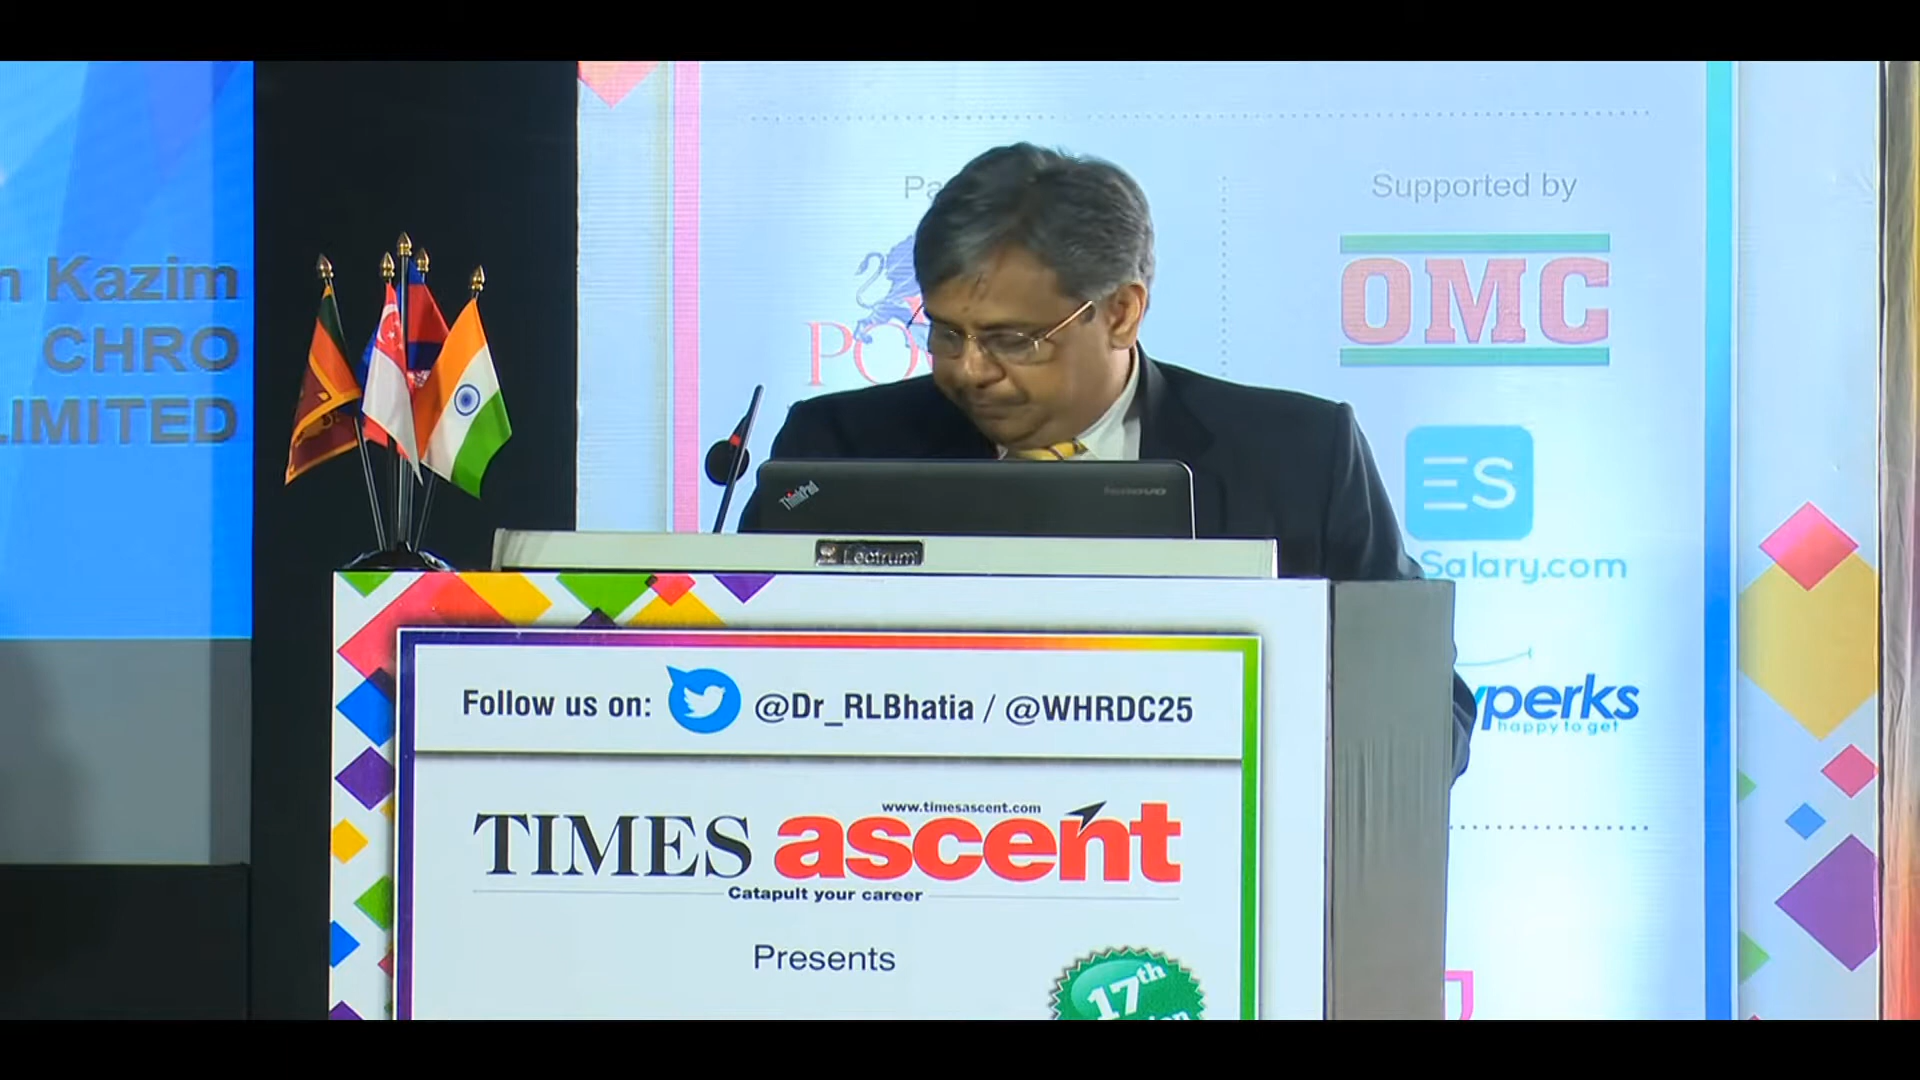 Kazim
CHRO
LIMITED
Supported by
OMC
ES
Salary.com
perks
happy to get
ThinkPad
lenovo
Lectrum
Follow us on: @Dr_RLBhatia / @WHRDC25
www.timesascent.com
TIMES ascent
Catapult your career
Presents
17th